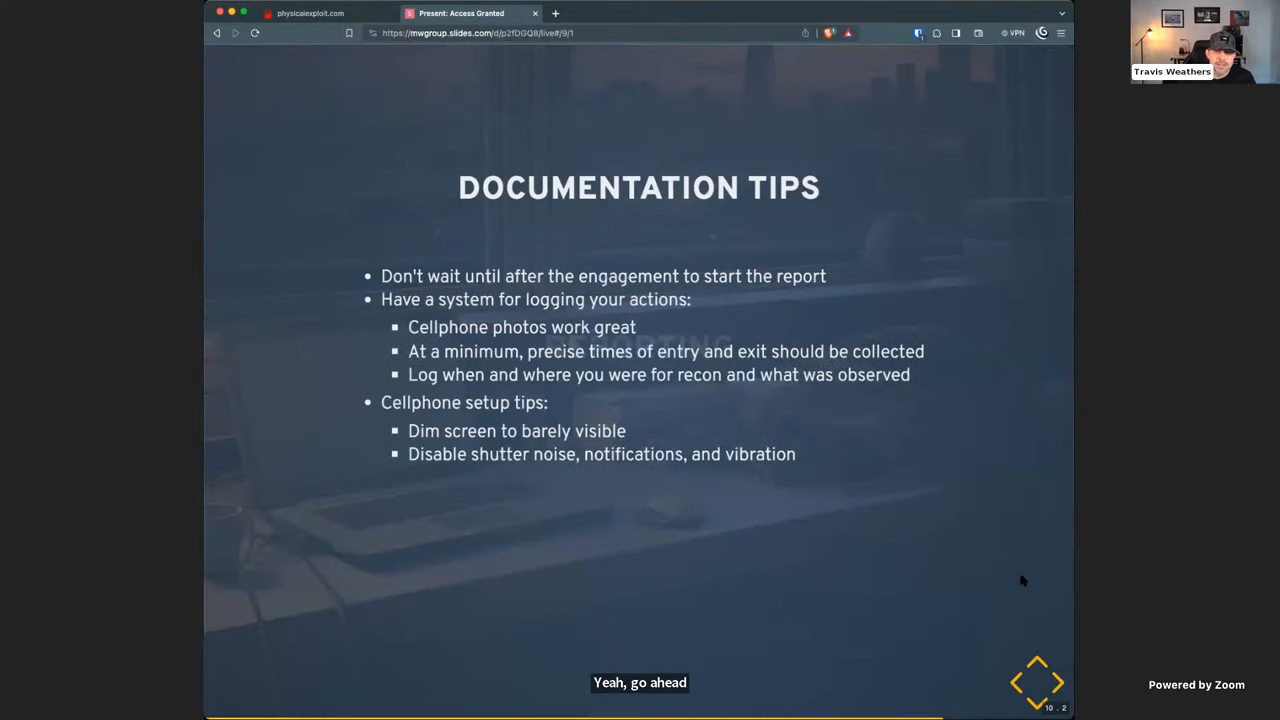 physicalexploit.com
Present: Access Granted
https://mwgroup.slides.com/d/p2fDGQ8/live#/9/1
VPN
Travis Weathers
DOCUMENTATION TIPS
Don't wait until after the engagement to start the report
Have a system for logging your actions:
Cellphone photos work great
At a minimum, precise times of entry and exit should be collected
Log when and where you were for recon and what was observed
Cellphone setup tips:
Dim screen to barely visible
Disable shutter noise, notifications, and vibration
Yeah, go ahead
Powered by Zoom
10 . 2